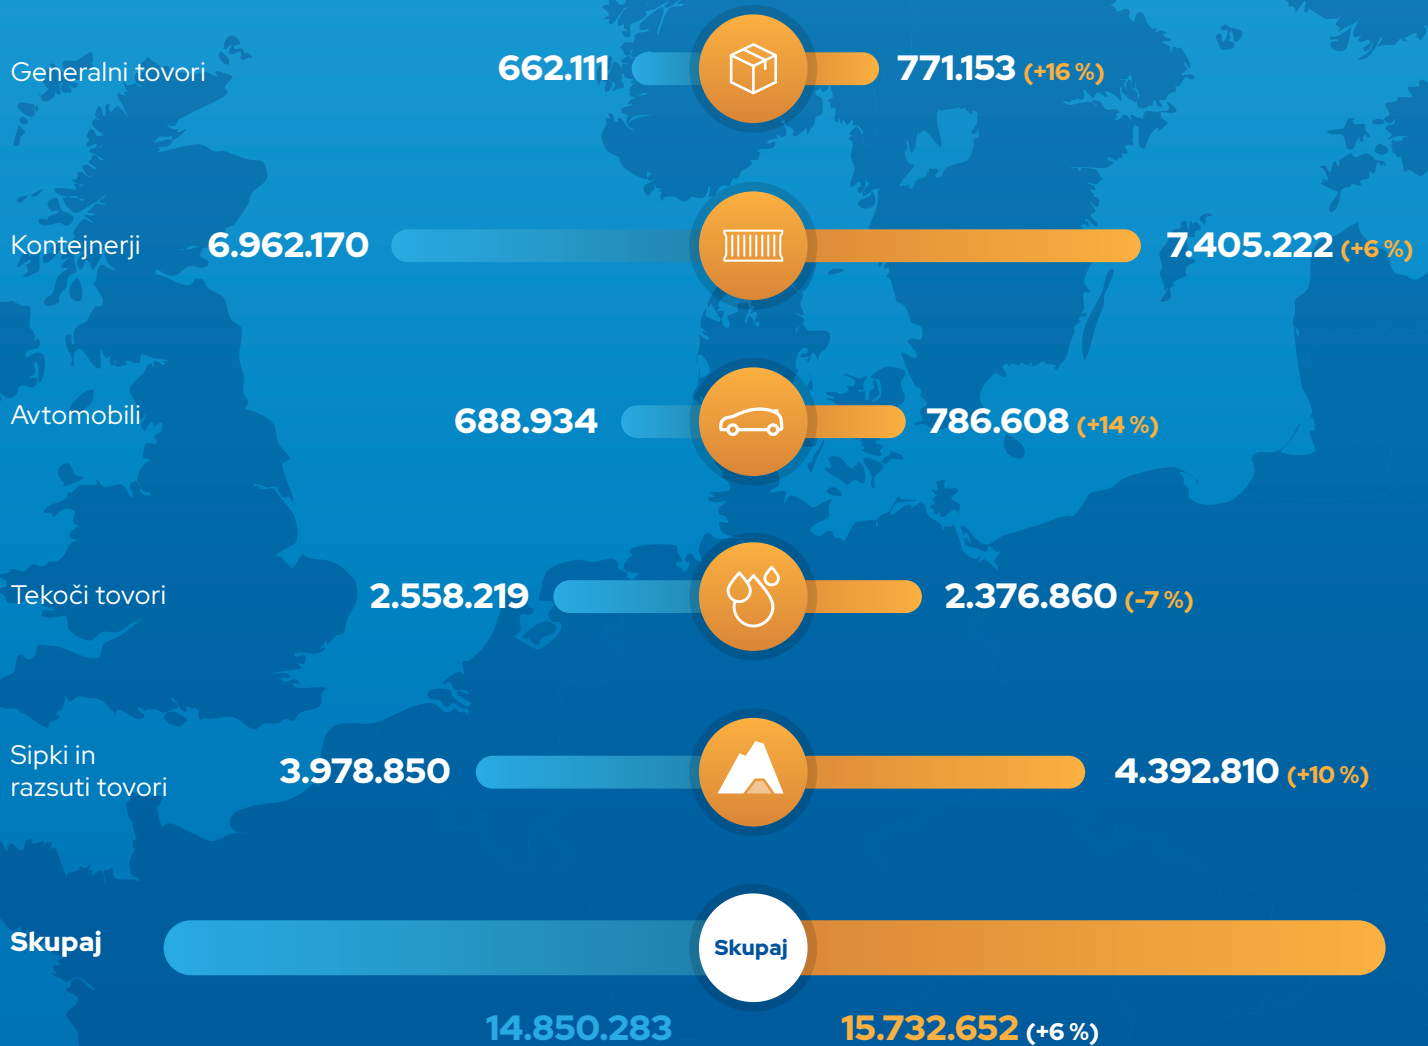 Generalni tovori 662.111 771.153 (+16 %)
Kontejnerji 6.962.170 7.405.222 (+6 %)
Avtomobili 688.934 786.608 (+14 %)
Tekoči tovori 2.558.219 2.376.860 (-7 %)
Sipki in
razsuti tovori 3.978.850 4.392.810 (+10 %)
Skupaj Skupaj
14.850.283 15.732.652 (+6 %)